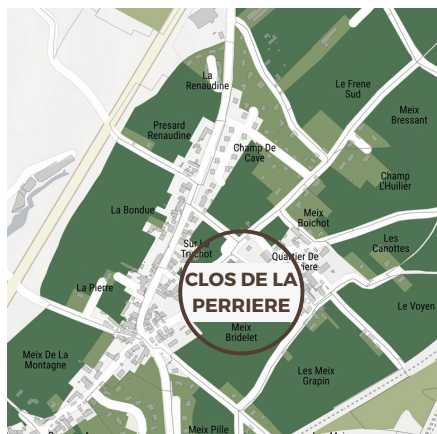 La
Renaudine
Le Frene
Sud
Meix
Bressant
Presard
Renaudine
Champ De
Cave
Champ
L'Huilier
La Bondue
Meix
Boichot
Les
Canottes
Sur Le
Quartier De
CLOS DE LA
PERRIERE
La Pierre
Le Voyen
Meix
Bridelet
Meix De La
Montagne
Les Meix
Grapin
Meix Pille